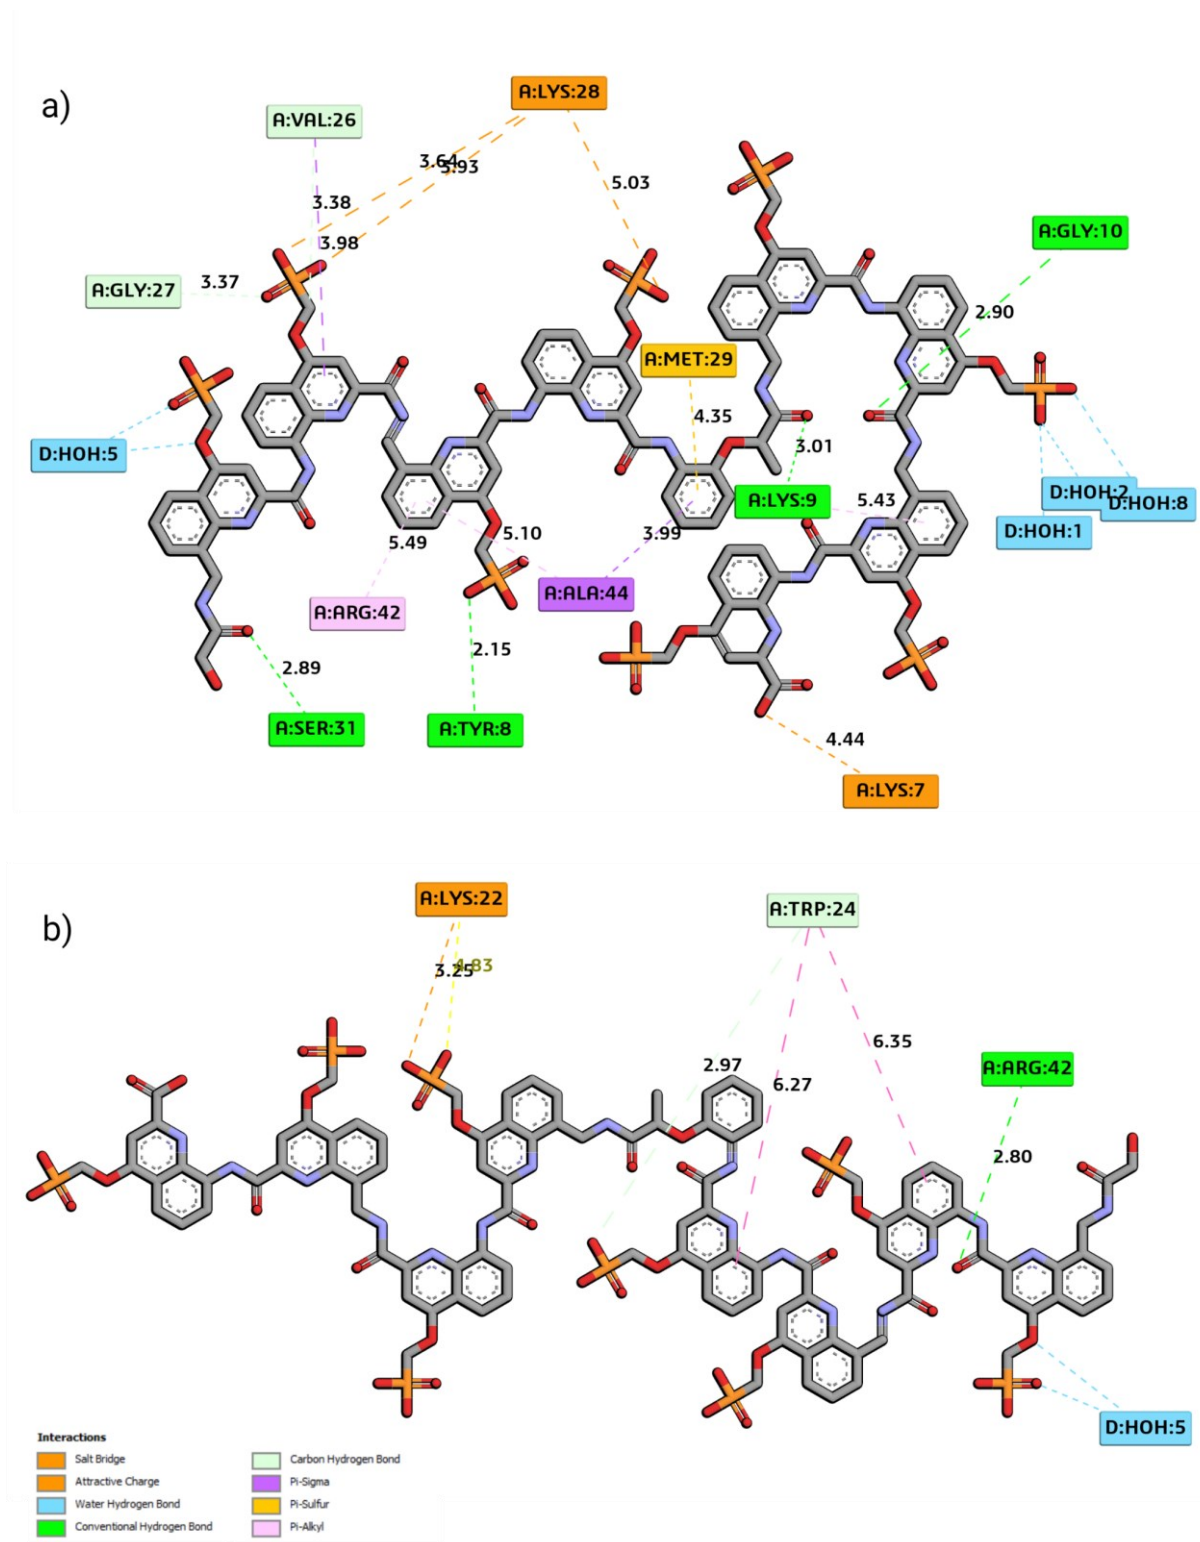 a)
A:LYS:28
A:VAL:26
3.64
3.93
5.03
3.38
3.98
A:GLY:27
3.37
A:GLY:10
2.90
A:MET:29
4.35
D:HOH:5
3.01
A:LYS:9
5.43
D:HOH:2
D:HOH:8
D:HOH:1
5.49
5.10
3.99
A:ARG:42
A:ALA:44
2.89
2.15
A:SER:31
A:TYR:8
4.44
A:LYS:7
b)
A:LYS:22
A:TRP:24
3.25
4.83
2.97
6.27
6.35
A:ARG:42
2.80
D:HOH:5
Interactions
Salt Bridge
Attractive Charge
Water Hydrogen Bond
Conventional Hydrogen Bond
Carbon Hydrogen Bond
Pi-Sigma
Pi-Sulfur
Pi-Alkyl